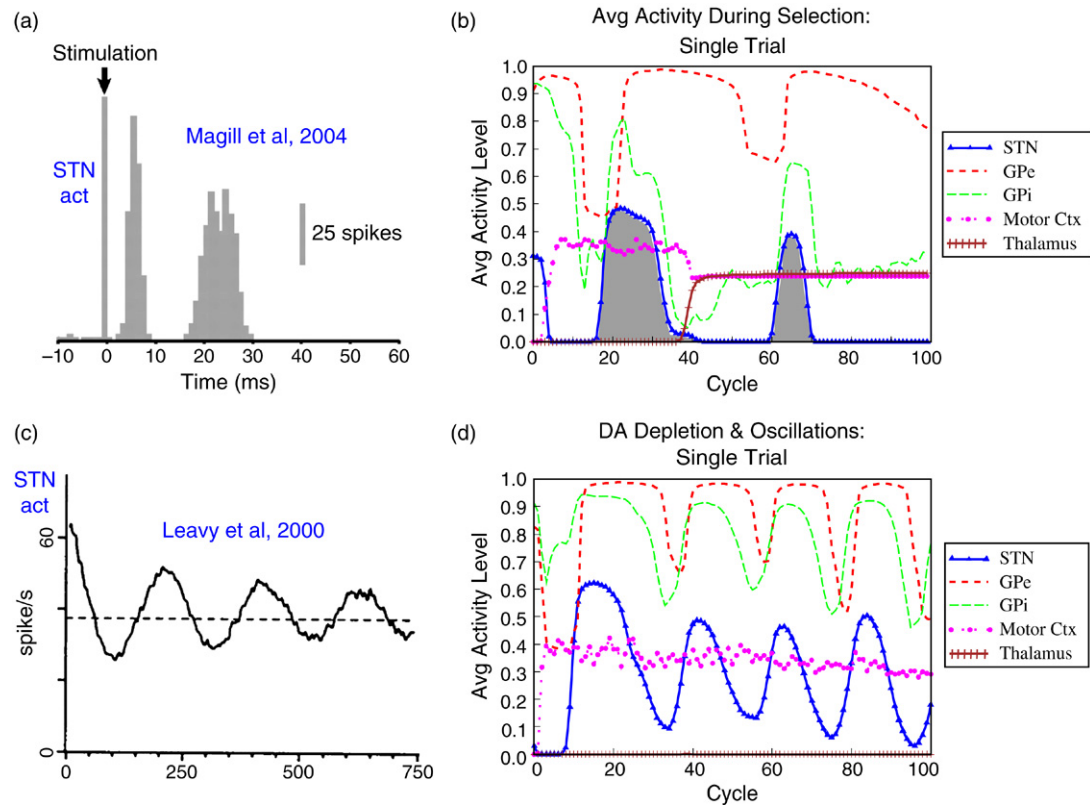 (a)
Stimulation
STN
act
Magill et al, 2004
25 spikes
−10 0 10 20 30 40 50 60
Time (ms)
(b)
Avg Activity During Selection:
Single Trial
1.0
0.9
0.8
0.7
0.6
0.5
0.4
0.3
0.2
0.1
0.0
Avg Activity Level
0 20 40 60 80 100
Cycle
STN
GPe
GPi
Motor Ctx
Thalamus
(c)
STN
act
Leavy et al, 2000
60
spike/s
0
0 250 500 750
(d)
DA Depletion & Oscillations:
Single Trial
1.0
0.9
0.8
0.7
0.6
0.5
0.4
0.3
0.2
0.1
0.0
Avg Activity Level
0 20 40 60 80 100
Cycle
STN
GPe
GPi
Motor Ctx
Thalamus